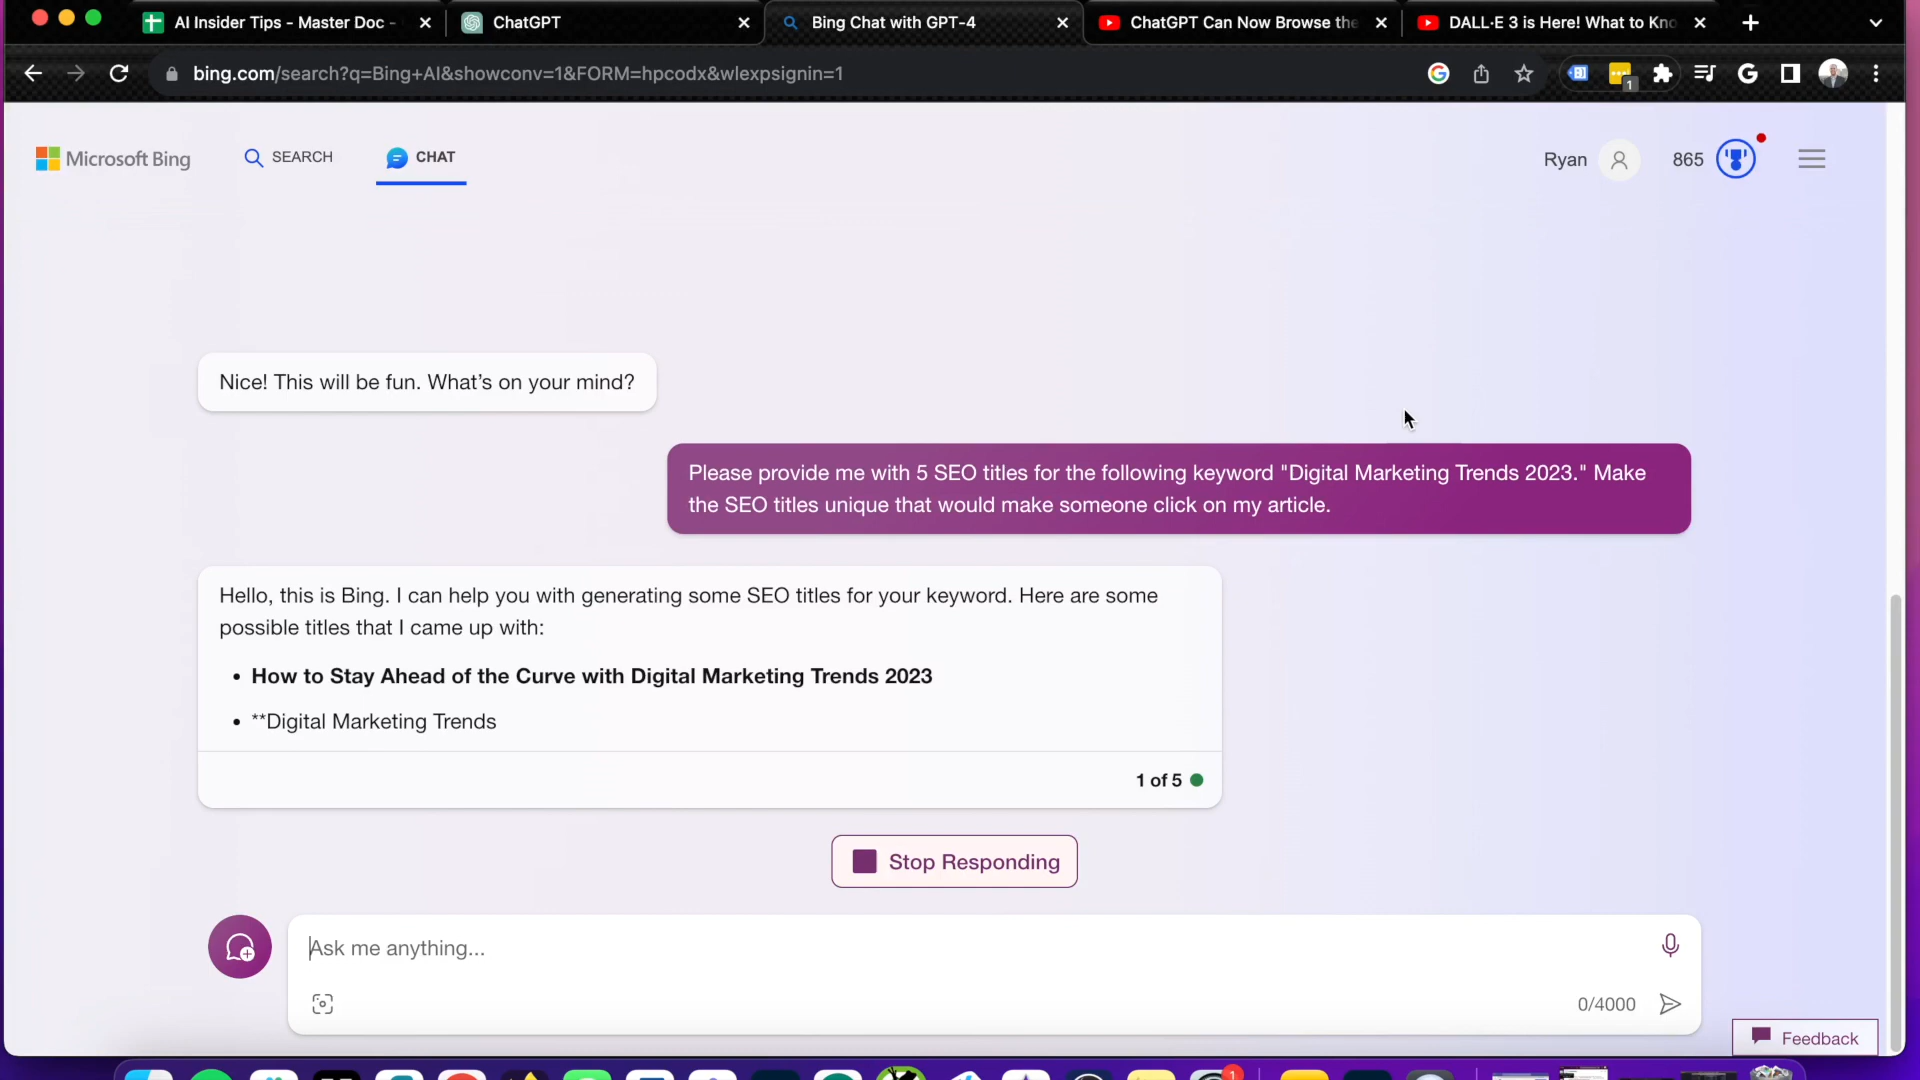 AI Insider Tips - Master Doc -
ChatGPT
Bing Chat with GPT-4
ChatGPT Can Now Browse the
DALL·E 3 is Here! What to Kno
bing.com/search?q=Bing+AI&showconv=1&FORM=hpcodx&wlexpsignin=1
1
Microsoft Bing
SEARCH
CHAT
Ryan
865
Nice! This will be fun. What's on your mind?
Please provide me with 5 SEO titles for the following keyword "Digital Marketing Trends 2023." Make
the SEO titles unique that would make someone click on my article.
Hello, this is Bing. I can help you with generating some SEO titles for your keyword. Here are some
possible titles that I came up with:
• How to Stay Ahead of the Curve with Digital Marketing Trends 2023
• **Digital Marketing Trends
1 of 5
Stop Responding
Ask me anything...
0/4000
Feedback
1